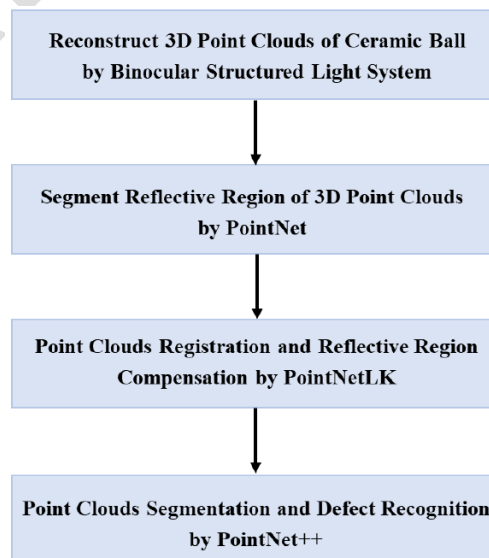 Reconstruct 3D Point Clouds of Ceramic Ball
by Binocular Structured Light System
Segment Reflective Region of 3D Point Clouds
by PointNet
Point Clouds Registration and Reflective Region
Compensation by PointNetLK
Point Clouds Segmentation and Defect Recognition
by PointNet++